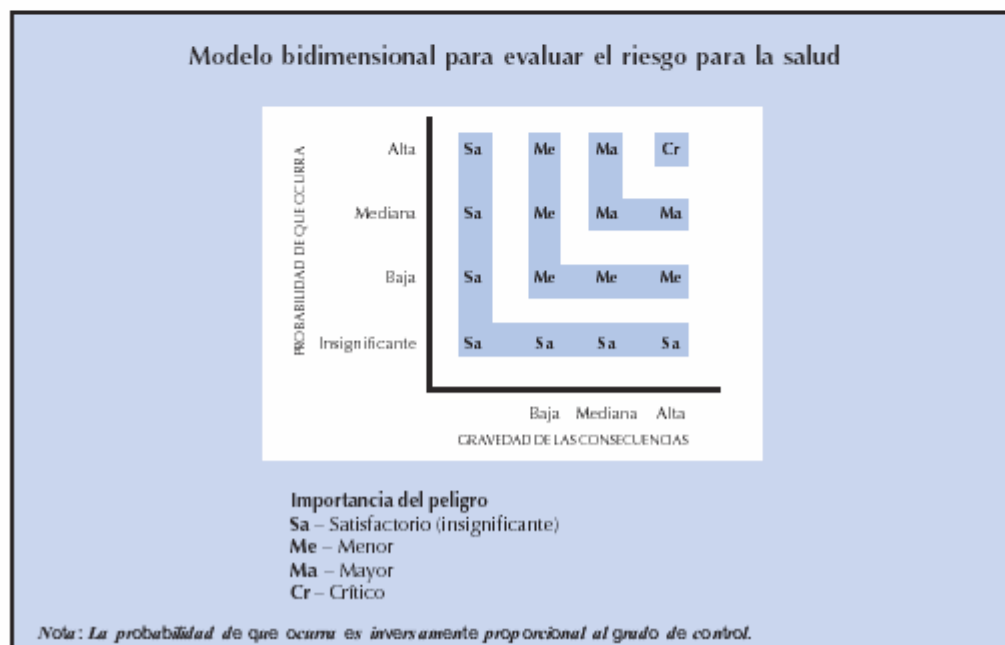 Modelo bidimensional para evaluar el riesgo para la salud
PROBABILIDAD DE QUE OCURRA
Alta Sa Me Ma Cr
Mediana Sa Me Ma Ma
Baja Sa Me Me Me
Insignificante Sa Sa Sa Sa
Baja Mediana Alta
GRAVEDAD DE LAS CONSECUENCIAS
Importancia del peligro
Sa – Satisfactorio (insignificante)
Me – Menor
Ma – Mayor
Cr – Crítico
Nota: La probabilidad de que ocurra es inversamente proporcional al grado de control.